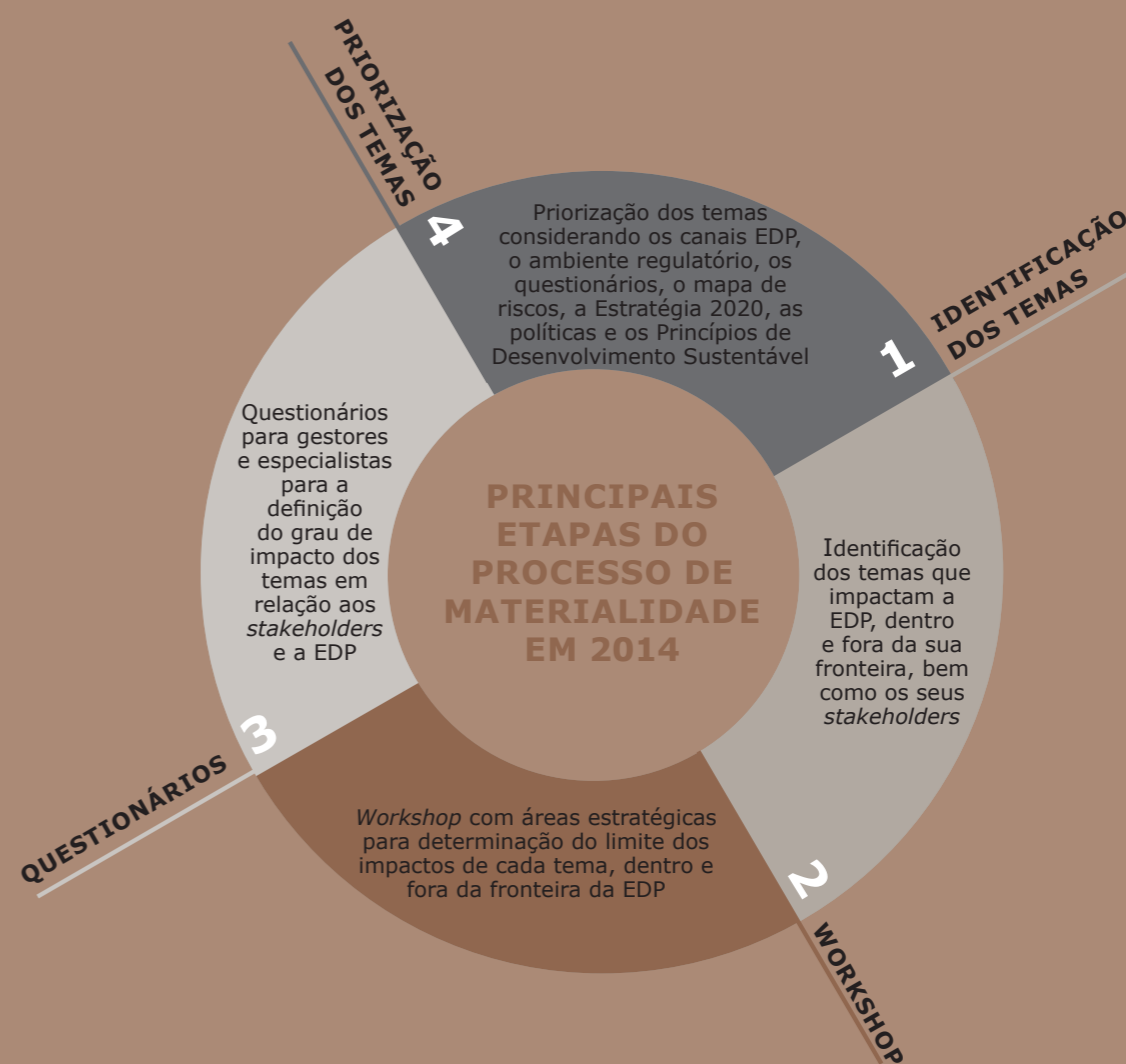 PRINCIPAIS
ETAPAS DO
PROCESSO DE
MATERIALIDADE
EM 2014
1
IDENTIFICAÇÃO
DOS TEMAS
Identificação
dos temas que
impactam a
EDP, dentro
e fora da sua
fronteira, bem
como os seus
stakeholders
2
WORKSHOP
Workshop com áreas estratégicas
para determinação do limite dos
impactos de cada tema, dentro e
fora da fronteira da EDP
3
QUESTIONÁRIOS
Questionários
para gestores
e especialistas
para a
definição
do grau de
impacto dos
temas em
relação aos
stakeholders
e a EDP
4
PRIORIZAÇÃO
DOS TEMAS
Priorização dos temas
considerando os canais EDP,
o ambiente regulatório, os
questionários, o mapa de
riscos, a Estratégia 2020, as
políticas e os Princípios de
Desenvolvimento Sustentável